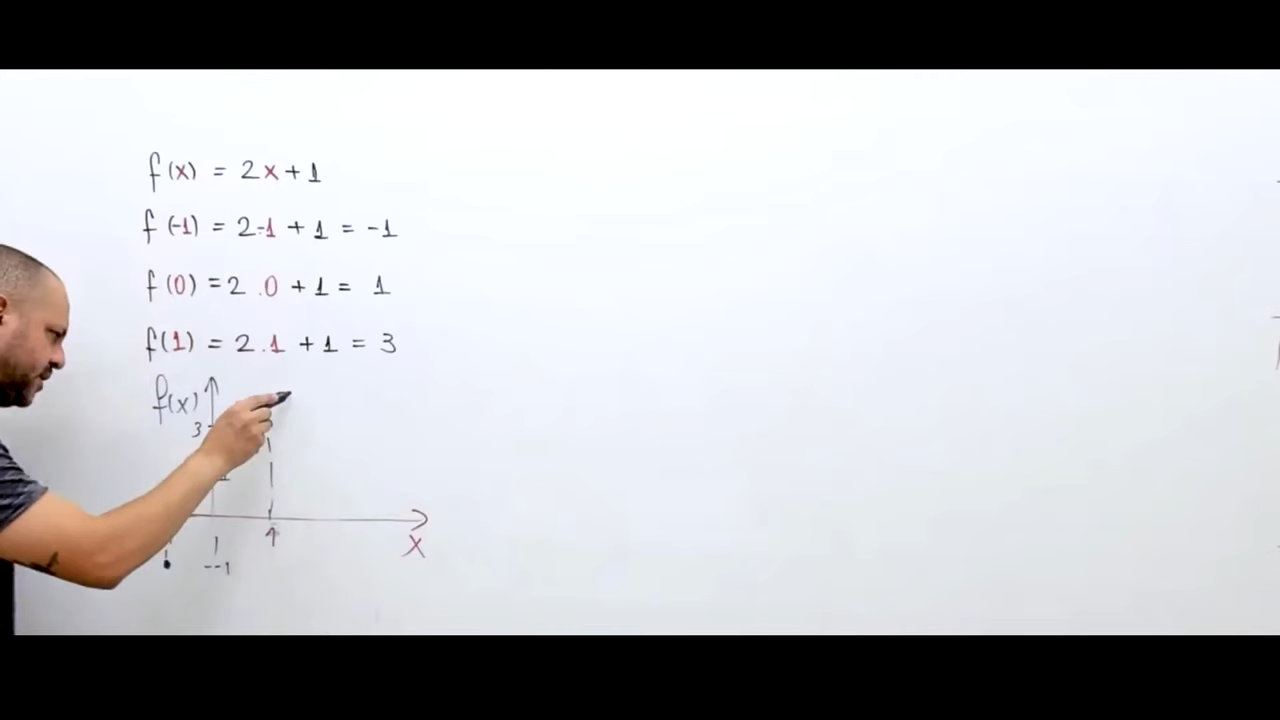 f(x) = 2x+1
f(-1) = 2.-1 + 1 = -1
f(0) = 2 .0 + 1 = 1
f(1) = 2 .1 + 1 = 3
f(x)
3
1
x
-1